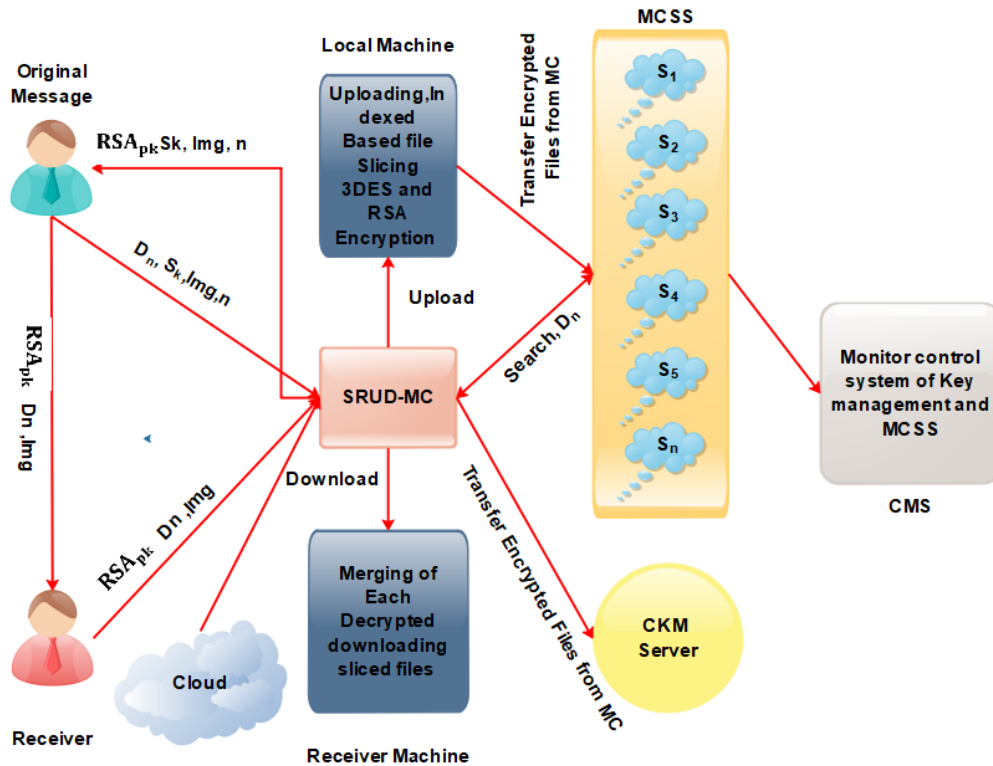 MCSS
Local Machine
Original
Message
Transfer Encrypted
Files from MC
S1
Uploading,In
dexed
Based file
Slicing
3DES and
RSA
Encryption
RSApk Sk, Img, n
S2
S3
Dn, Sk,Img,n
Upload
S4
Search, Dn
RSApk Dn ,Img
SRUD-MC
S5
Monitor control
system of Key
management and
MCSS
Sn
Download
CMS
RSApk Dn ,Img
Transfer Encrypted Files from MC
Merging of
Each
Decrypted
downloading
sliced files
CKM
Server
Cloud
Receiver
Receiver Machine